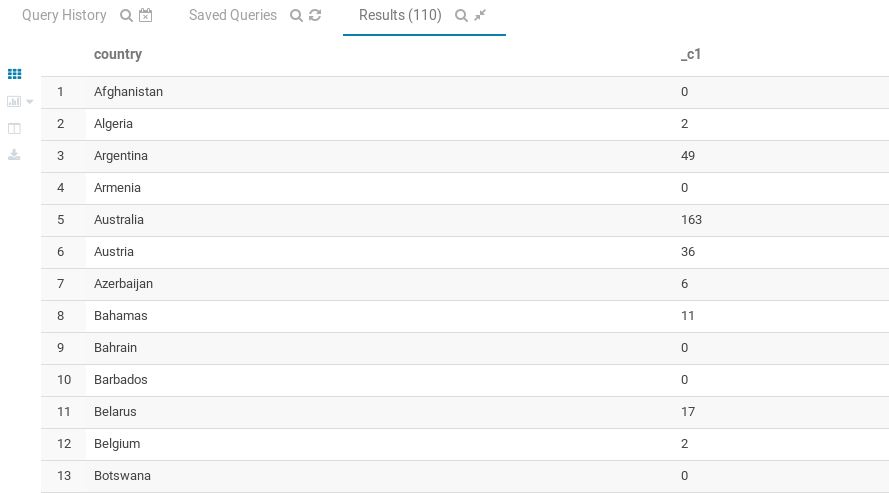 Query History Saved Queries Results (110)
country _c1
1 Afghanistan 0
2 Algeria 2
3 Argentina 49
4 Armenia 0
5 Australia 163
6 Austria 36
7 Azerbaijan 6
8 Bahamas 11
9 Bahrain 0
10 Barbados 0
11 Belarus 17
12 Belgium 2
13 Botswana 0